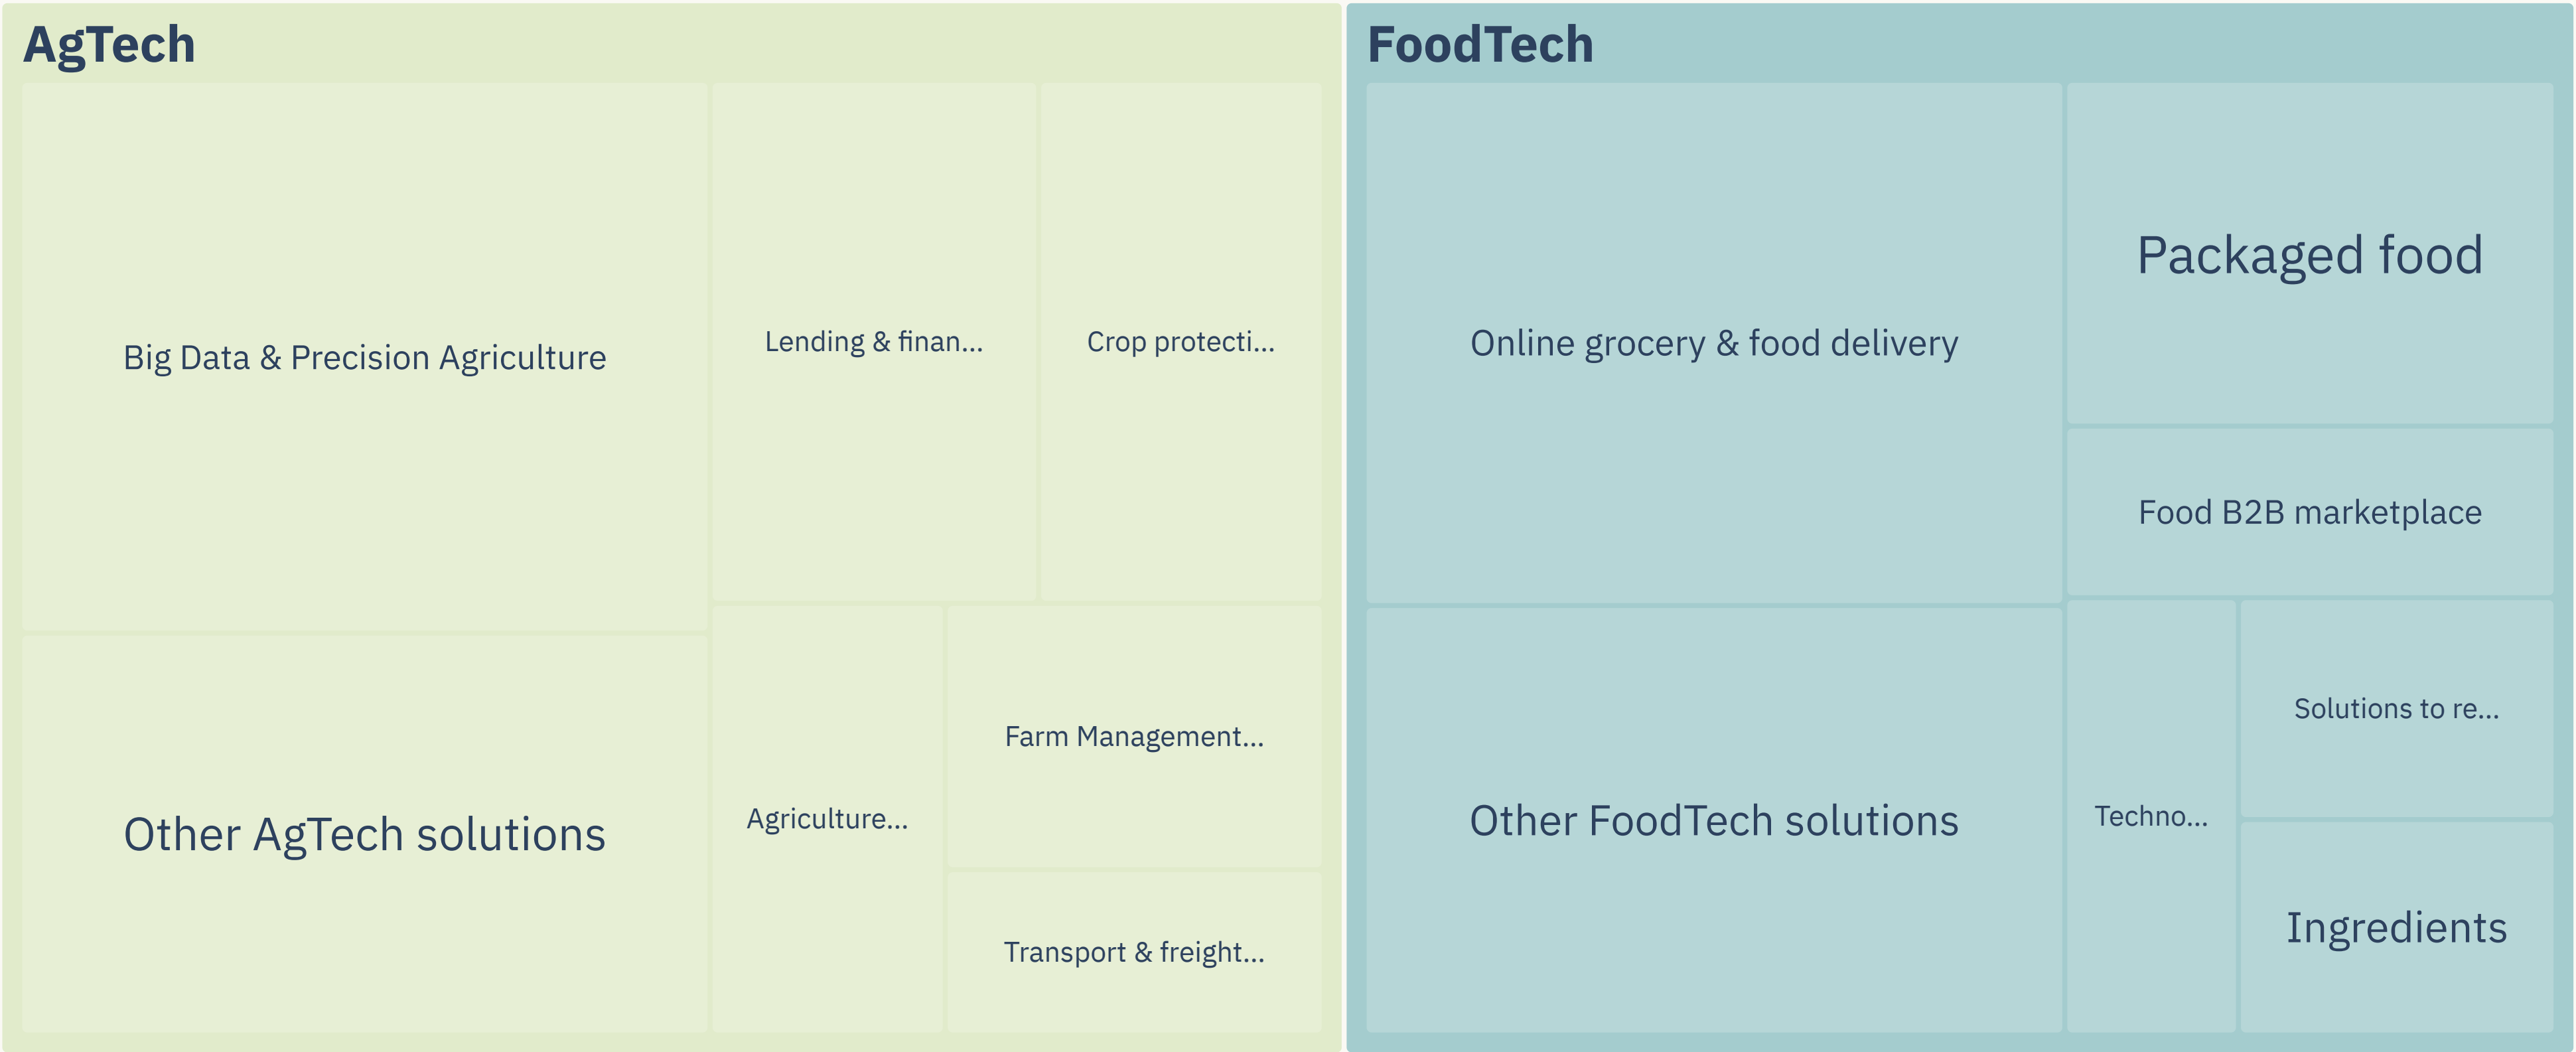 AgTech
Big Data & Precision Agriculture
Lending & finan...
Crop protecti...
Other AgTech solutions
Agriculture...
Farm Management...
Transport & freight...
FoodTech
Online grocery & food delivery
Packaged food
Food B2B marketplace
Other FoodTech solutions
Techno...
Solutions to re...
Ingredients